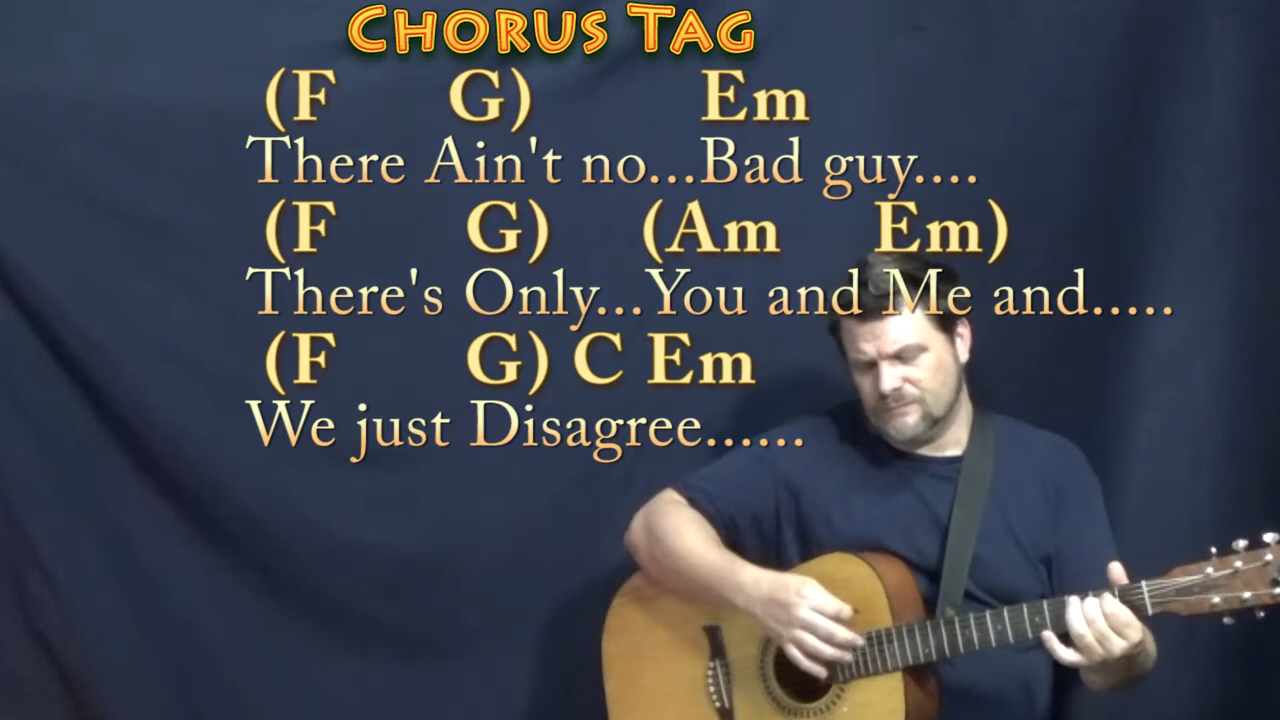 CHORUS TAG
(F G) Em
There Ain't no...Bad guy....
(F G) (Am Em)
There's Only...You and Me and.....
(F G) C Em
We just Disagree......